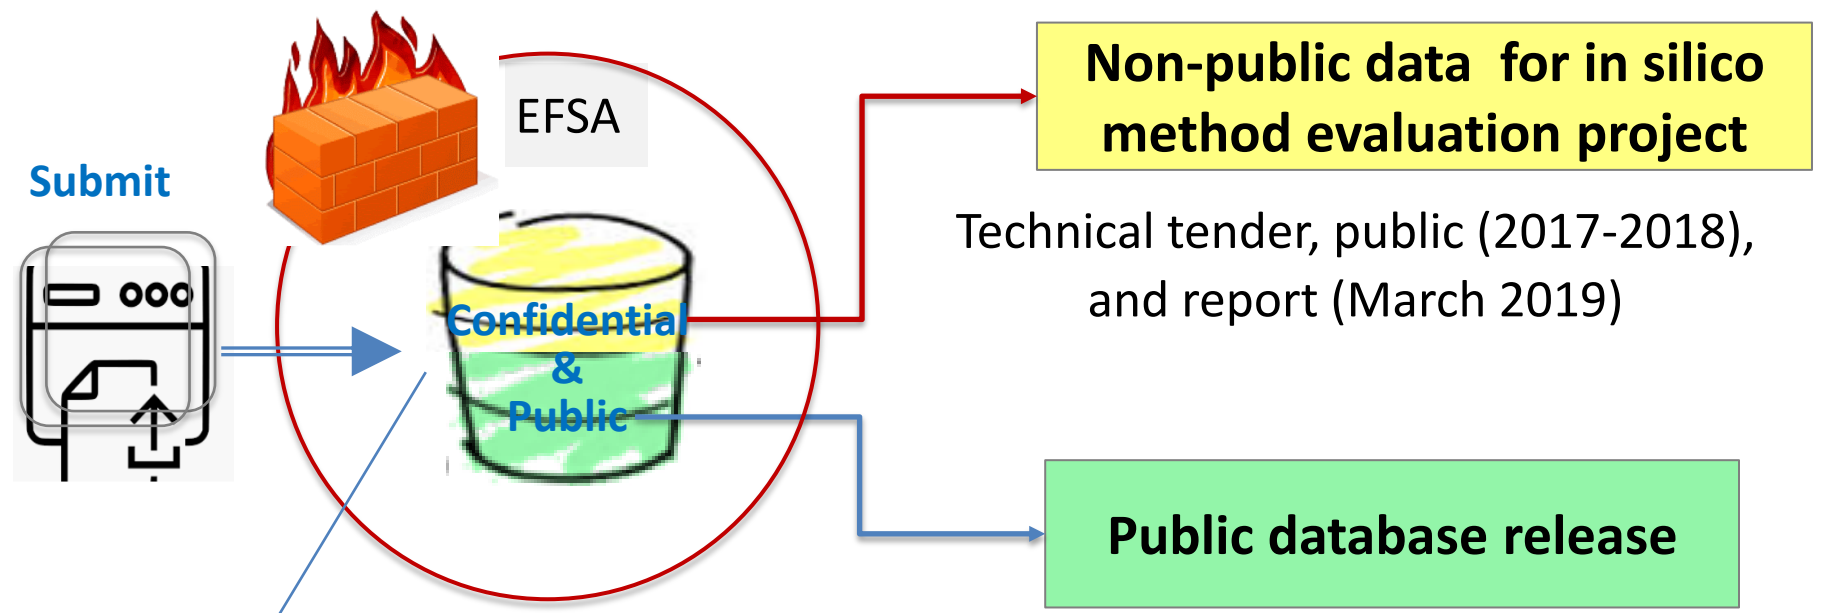 EFSA
Submit
Confidential
&
Public
Non-public data  for in silico
method evaluation project
Technical tender, public (2017-2018),
and report (March 2019)
Public database release